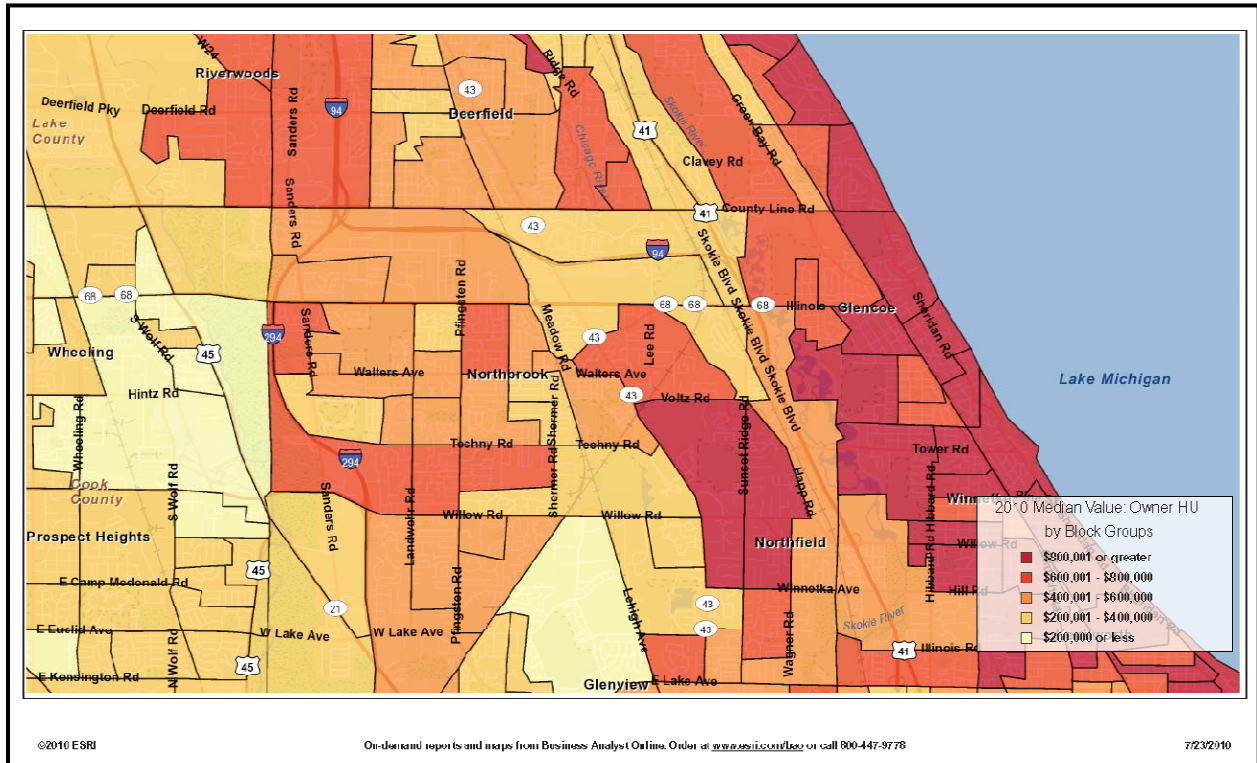 W24
Riverwoods
Ridge Rd
43
Deerfield Pky
Deerfield Rd
Sanders Rd
94
Deerfield
Lake
County
41
Skokie River
Green Bay Rd
Chicago River
Clavey Rd
Sanders Rd
41
County Line Rd
43
94
Skokie Blvd
Skokie Blvd
Skokie Blvd
Pfingston Rd
68
68
68
68
68
Illinois
Glencoe
Sheridan Rd
S Wolf Rd
294
Sanders Rd
Meadow Rd
43
Lee Rd
Wheeling
45
Walters Ave
Northbrook
Walters Ave
Lake Michigan
Hintz Rd
43
Voltz Rd
Wheeling Rd
Shermer Rd
Sunset Ridge Rd
Techny Rd
Techny Rd
Tower Rd
294
Cook
County
S Wolf Rd
Sanders Rd
Landwehr Rd
Shermer Rd
Happ Rd
Hibbard Rd
Willow Rd
Willow Rd
Prospect Heights
Northfield
2010 Median Value: Owner HU
by Block Groups
$800,001 or greater
$600,001 - $800,000
$400,001 - $600,000
$200,001 - $400,000
$200,000 or less
Willow Rd
Hibbard Rd
Hill Rd
45
E Camp Mcdonald Rd
21
Pfingston Rd
Lehigh Ave
Winnetka Ave
43
43
Skokie River
E Euclid Ave
W Lake Ave
W Lake Ave
N Wolf Rd
45
Wagner Rd
41
Illinois Rd
E Kensington Rd
Glenyiew
E Lake Ave
©2010 ESRI
On-demand reports and maps from Business Analyst Online. Order at www.esri.com/bao or call 800-447-9778
7/23/2010